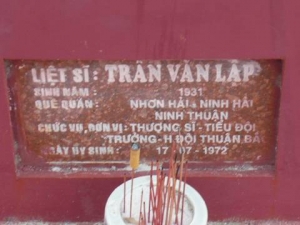 LIỆT SĨ : TRẦN VĂN LẬP
SINH NĂM : 1931
QUÊ QUÁN : NHƠN HẢI - NINH HẢI
NINH THUẬN
CHỨC VỤ, ĐƠN VỊ : THƯỢNG SĨ - TIỂU ĐỘI
TRƯỞNG - H ĐỘI THUẬN BẮC
NGÀY HY SINH : 17 - 07 - 1972